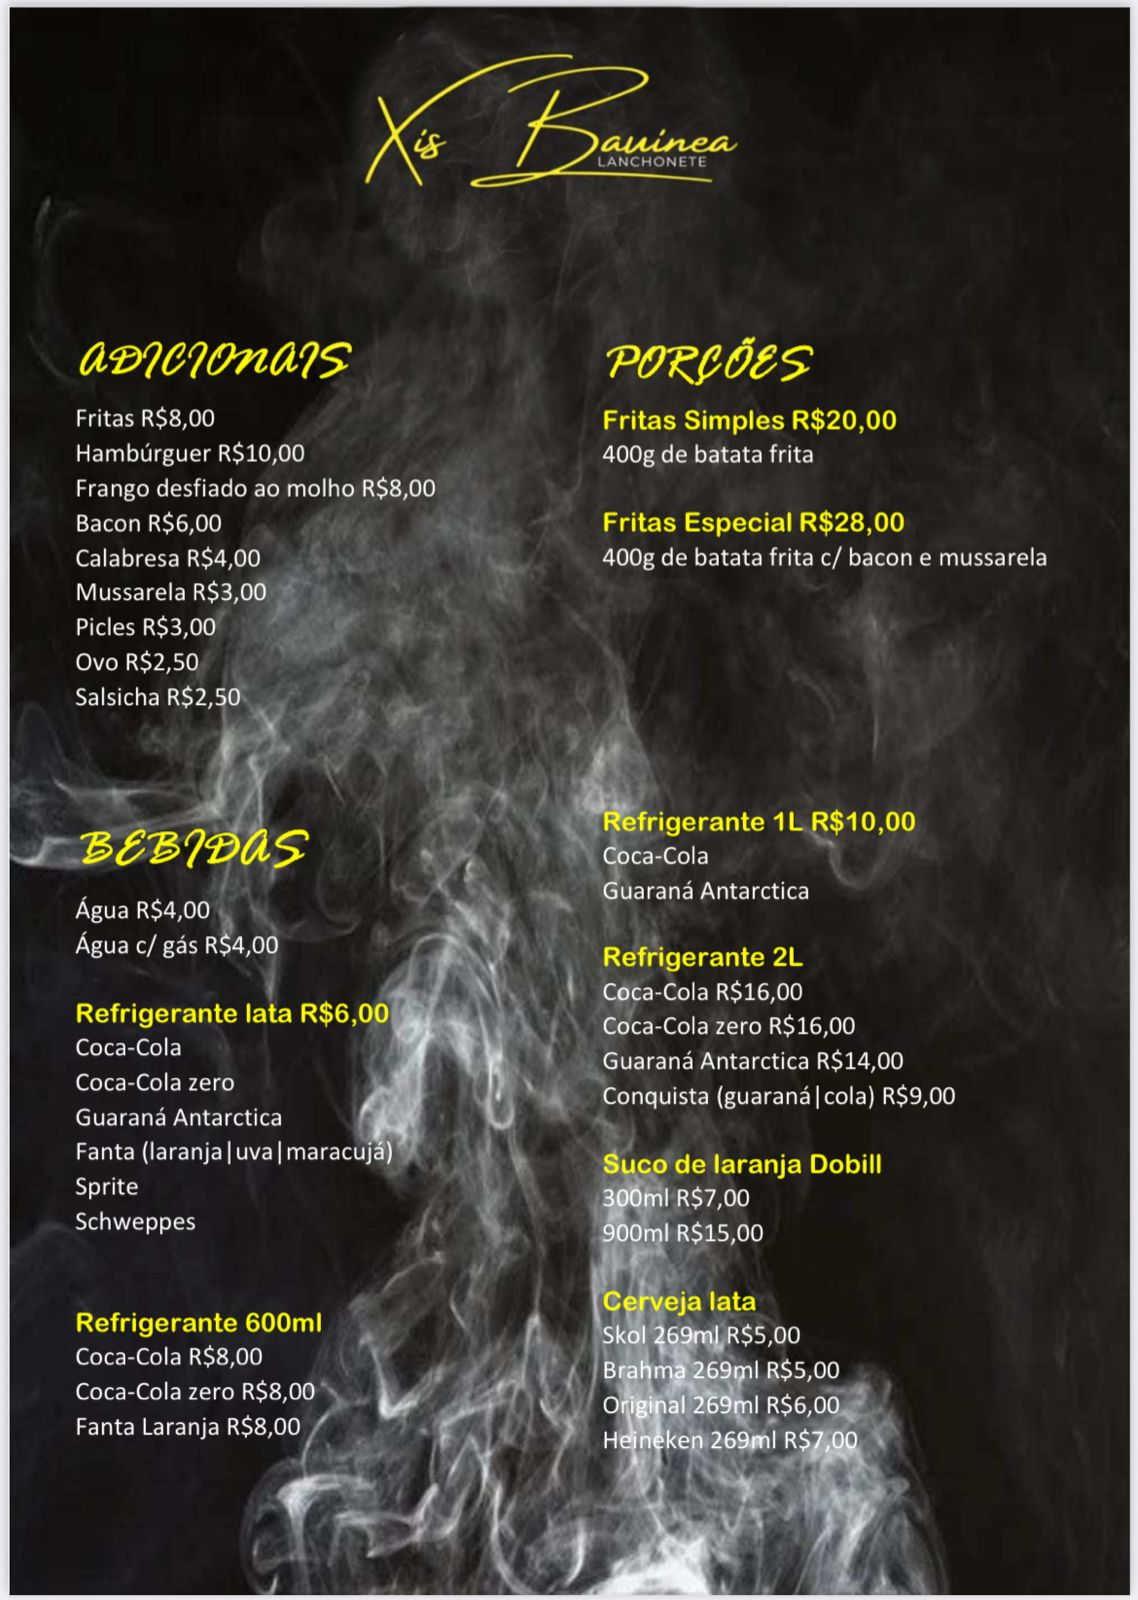 Xis Bauinea
LANCHONETE
ADICIONAIS
Fritas R$8,00
Hambúrguer R$10,00
Frango desfiado ao molho R$8,00
Bacon R$6,00
Calabresa R$4,00
Mussarela R$3,00
Picles R$3,00
Ovo R$2,50
Salsicha R$2,50
PORÇÕES
Fritas Simples R$20,00
400g de batata frita
Fritas Especial R$28,00
400g de batata frita c/ bacon e mussarela
BEBIDAS
Água R$4,00
Água c/ gás R$4,00
Refrigerante lata R$6,00
Coca-Cola
Coca-Cola zero
Guaraná Antarctica
Fanta (laranja|uva|maracujá)
Sprite
Schweppes
Refrigerante 600ml
Coca-Cola R$8,00
Coca-Cola zero R$8,00
Fanta Laranja R$8,00
Refrigerante 1L R$10,00
Coca-Cola
Guaraná Antarctica
Refrigerante 2L
Coca-Cola R$16,00
Coca-Cola zero R$16,00
Guaraná Antarctica R$14,00
Conquista (guaraná|cola) R$9,00
Suco de laranja Dobill
300ml R$7,00
900ml R$15,00
Cerveja lata
Skol 269ml R$5,00
Brahma 269ml R$5,00
Original 269ml R$6,00
Heineken 269ml R$7,00